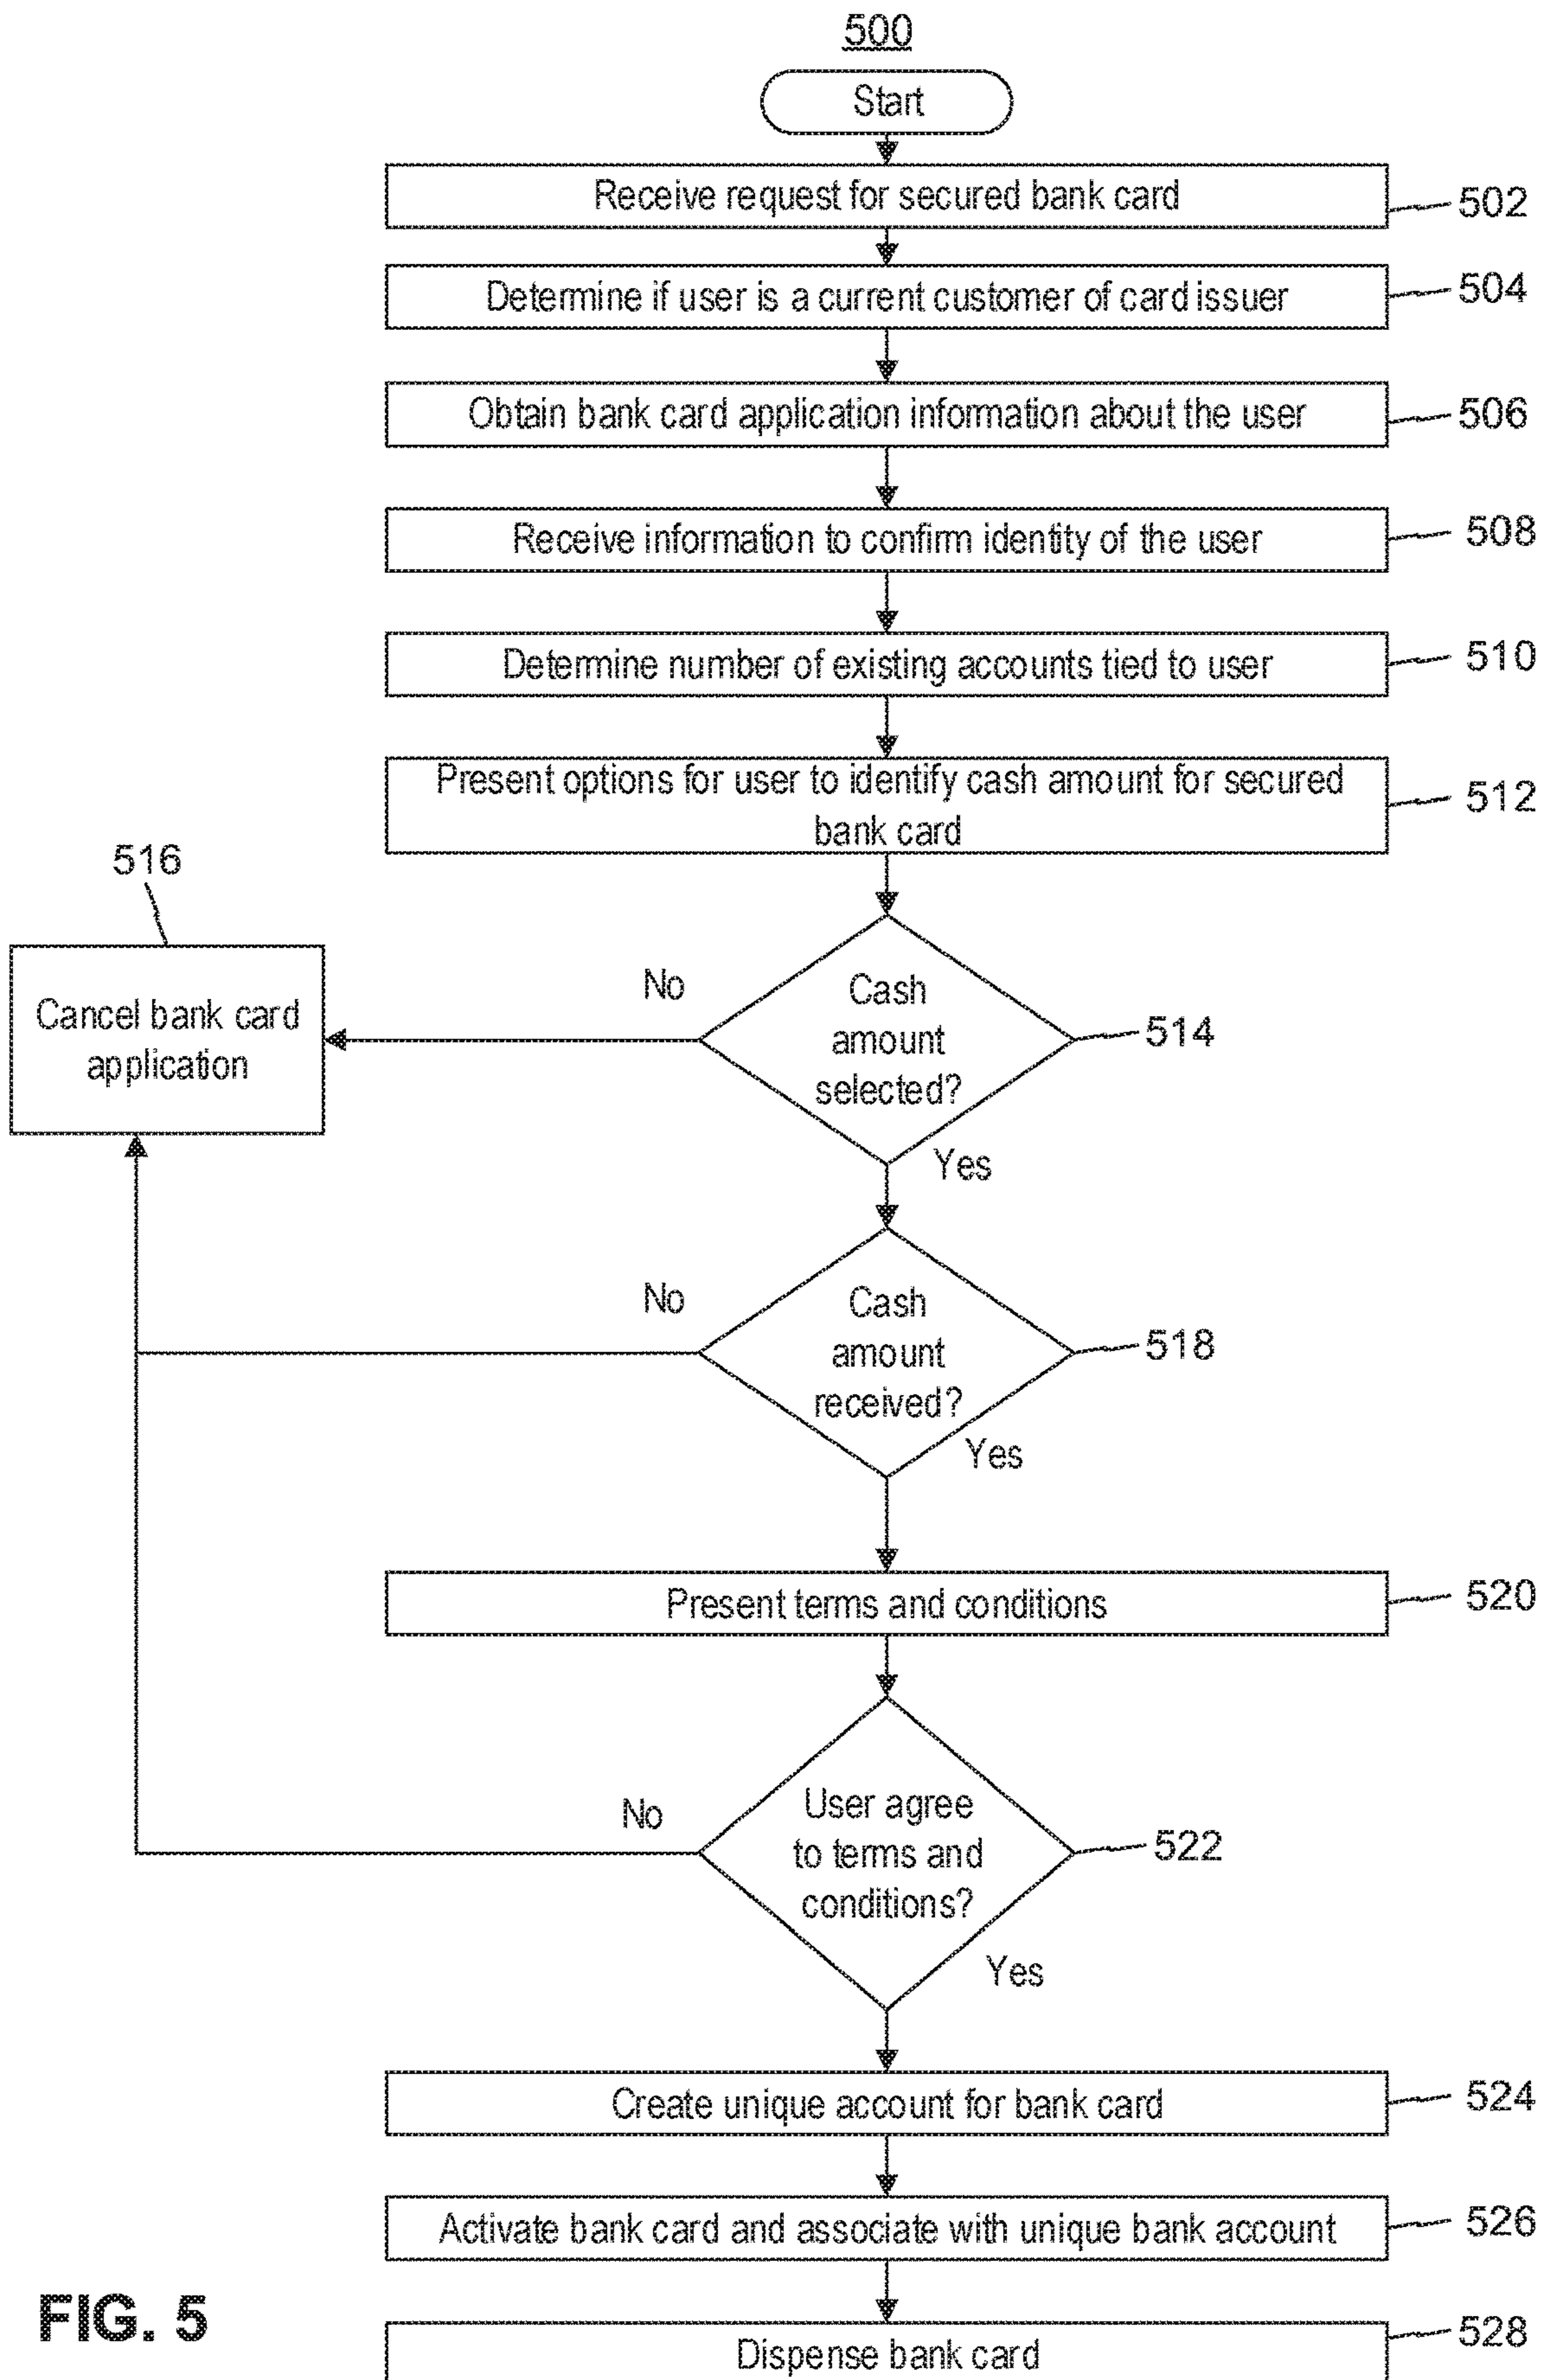 500
Start
Receive request for secured bank card
502
Determine if user is a current customer of card issuer
504
Obtain bank card application information about the user
506
Receive information to confirm identity of the user
508
Determine number of existing accounts tied to user
510
Present options for user to identify cash amount for secured
bank card
512
516
Cancel bank card
application
No
Cash
amount
selected?
514
Yes
No
Cash
amount
received?
518
Yes
Present terms and conditions
520
No
User agree
to terms and
conditions?
522
Yes
Create unique account for bank card
524
Activate bank card and associate with unique bank account
526
Dispense bank card
528
FIG. 5